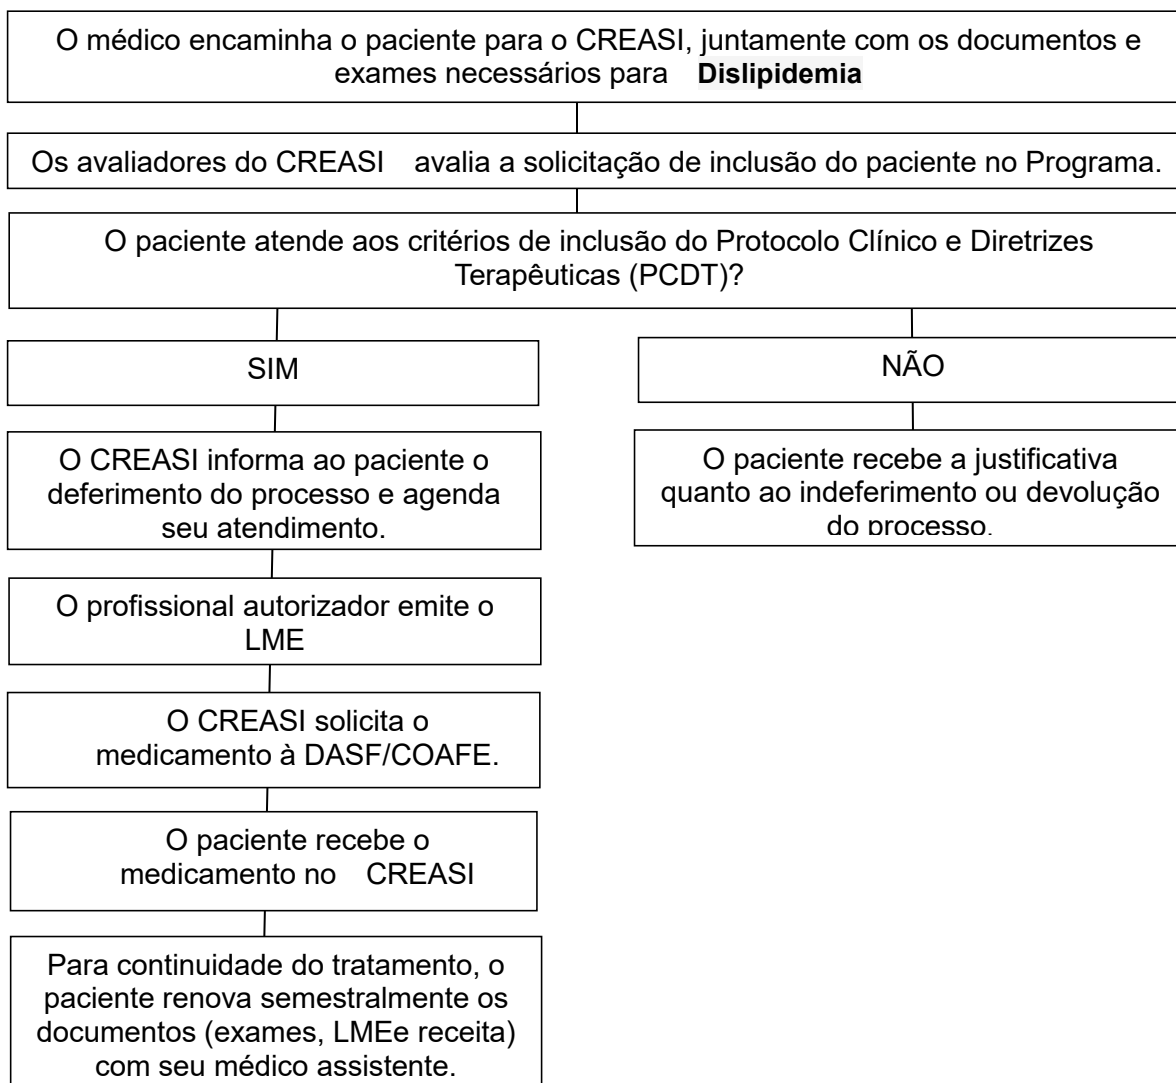 O médico encaminha o paciente para o CREASI, juntamente com os documentos e
exames necessários para Dislipidemia
Os avaliadores do CREASI avalia a solicitação de inclusão do paciente no Programa.
O paciente atende aos critérios de inclusão do Protocolo Clínico e Diretrizes
Terapêuticas (PCDT)?
SIM
O CREASI informa ao paciente o
deferimento do processo e agenda
seu atendimento.
O profissional autorizador emite o
LME
O CREASI solicita o
medicamento à DASF/COAFE.
O paciente recebe o
medicamento no CREASI
Para continuidade do tratamento, o
paciente renova semestralmente os
documentos (exames, LMEe receita)
com seu médico assistente.
NÃO
O paciente recebe a justificativa
quanto ao indeferimento ou devolução
do processo.